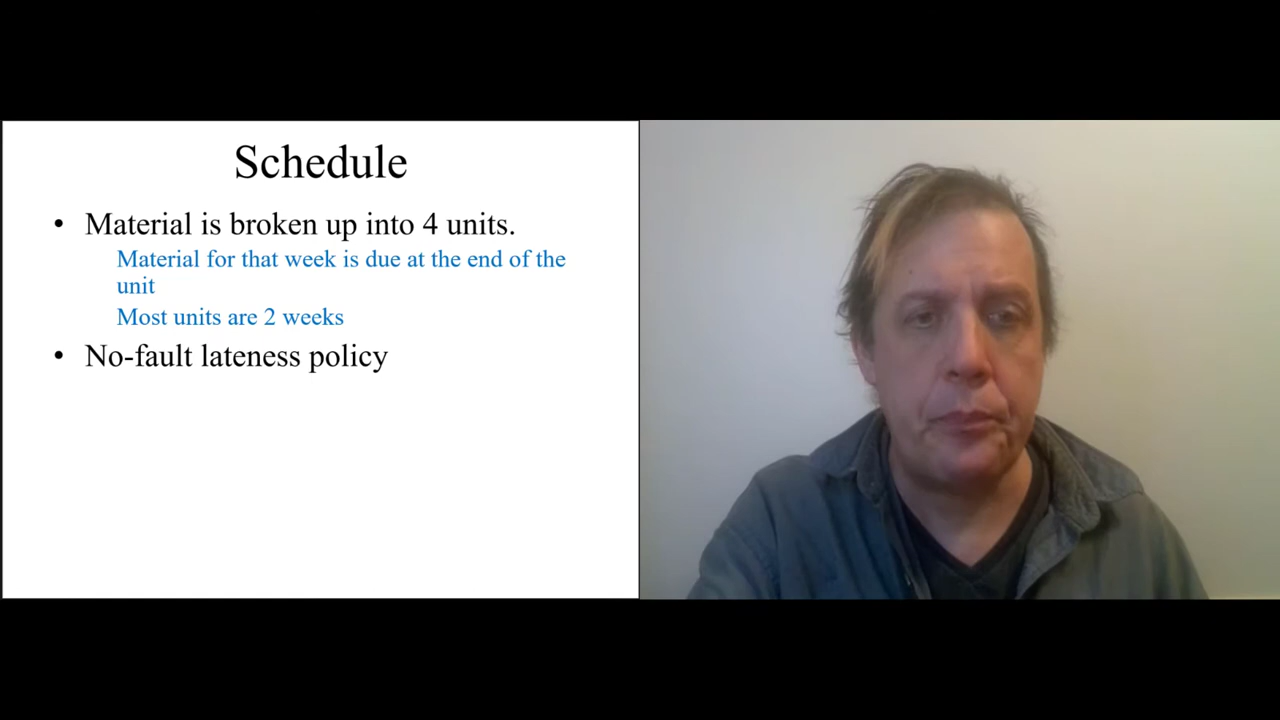 Schedule
• Material is broken up into 4 units.
Material for that week is due at the end of the
unit
Most units are 2 weeks
• No-fault lateness policy